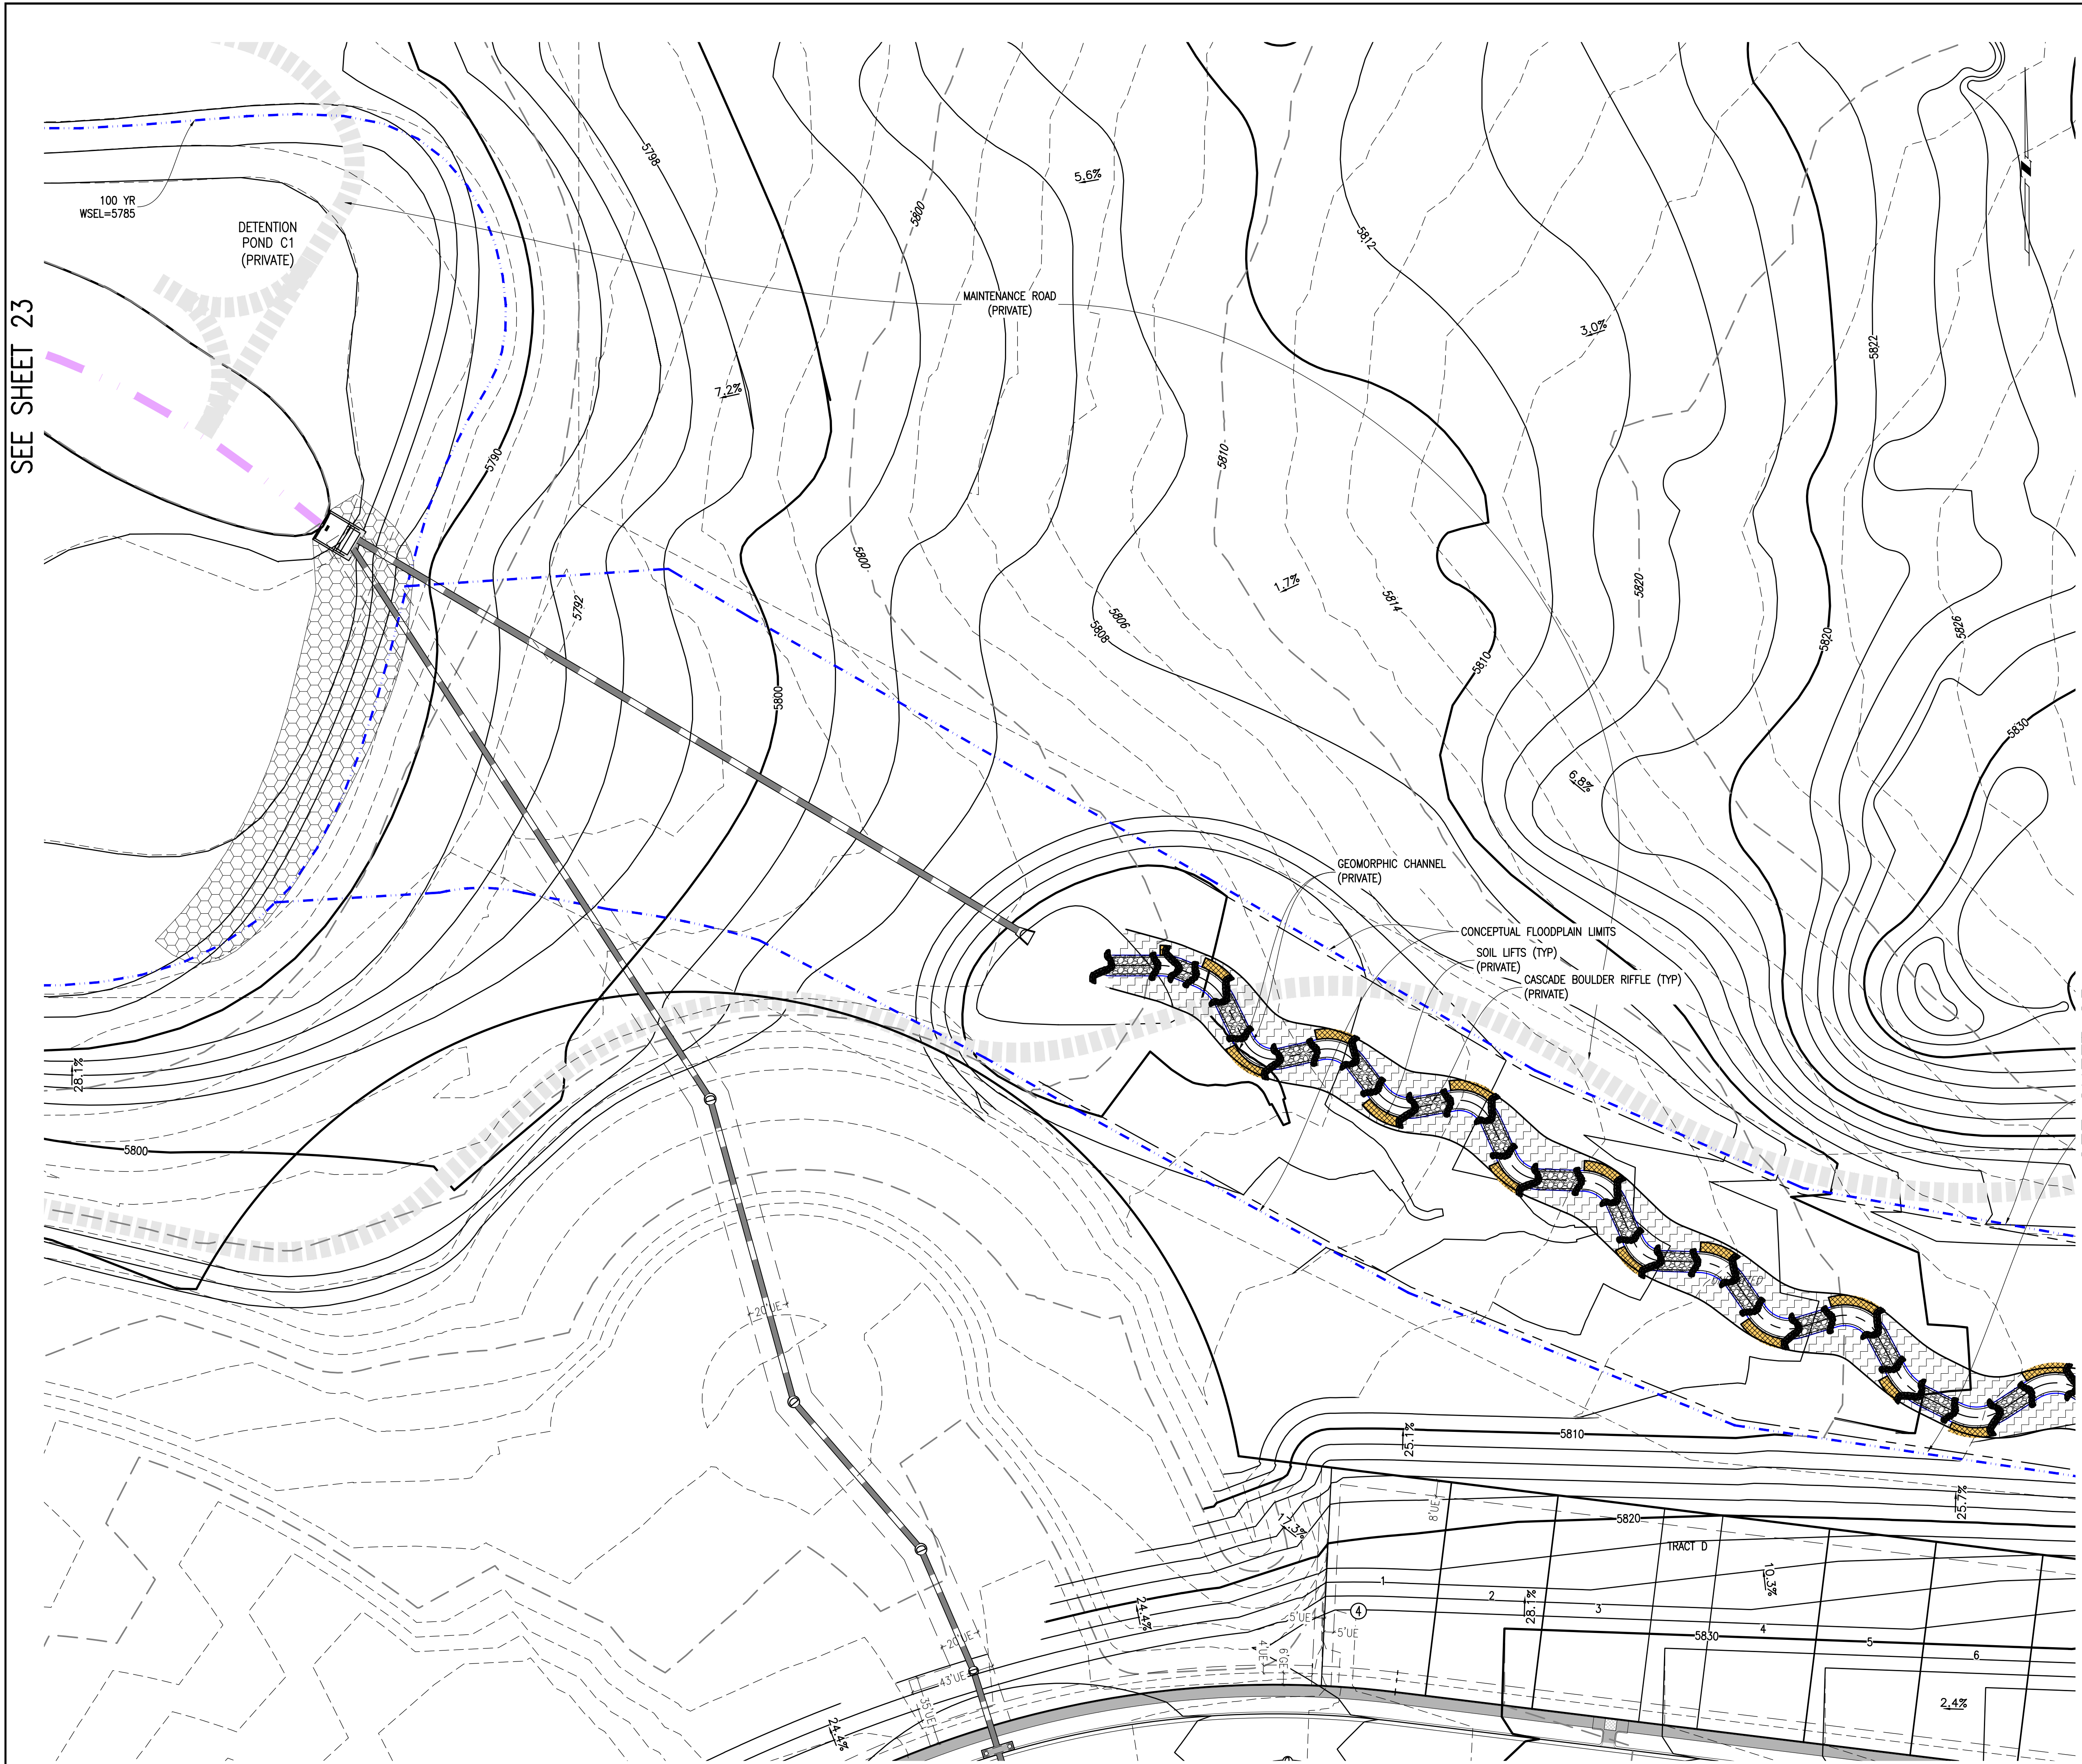 SEE SHEET 23
100 YR
WSEL=5785
DETENTION
POND C1
(PRIVATE)
5798
5800
5.6%
MAINTENANCE ROAD
(PRIVATE)
5812
3.0%
5822
7.2%
5790
5810
5800
5792
5806
5808
1.7%
5814
5820
5810
5820
5826
5830
5800
6.8%
GEOMORPHIC CHANNEL
(PRIVATE)
CONCEPTUAL FLOODPLAIN LIMITS
SOIL LIFTS (TYP)
(PRIVATE)
CASCADE BOULDER RIFFLE (TYP)
(PRIVATE)
28.1%
5800
20'UE
25.1%
5810
25.7%
8'UE
5820
17.3%
TRACT D
10.3%
1
2
28.1%
3
4
24.4%
5'UE
5'UE
4
5830
5
6
20'UE
4'UE
6'GE
43'UE
35'UE
24.4%
2.4%